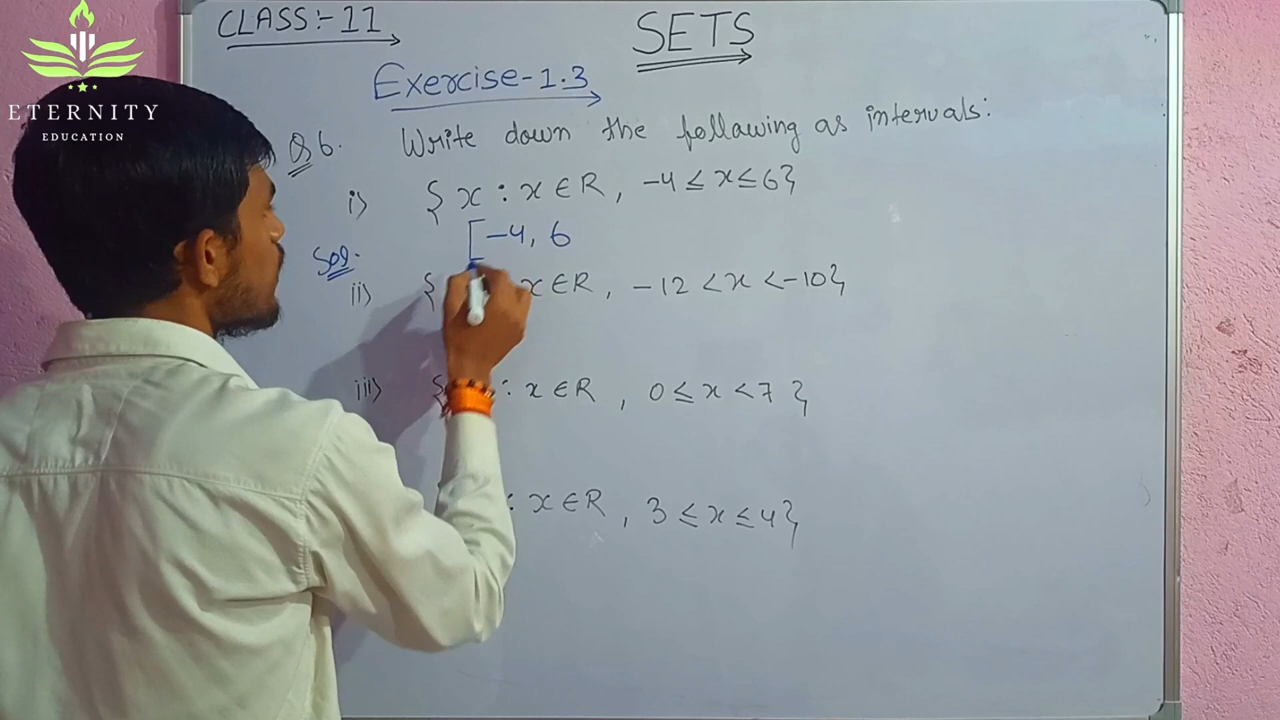 CLASS:- 11
SETS
ETERNITY
EDUCATION
Exercise-1.3
Q 6. Write down the following as intervals:
i) { x : x ∈ R, -4 ≤ x ≤ 6}
Sol. [-4, 6
ii) { x ∈ R, -12 < x < -10}
iii) { : x ∈ R, 0 ≤ x < 7 }
: x ∈ R, 3 ≤ x ≤ 4}